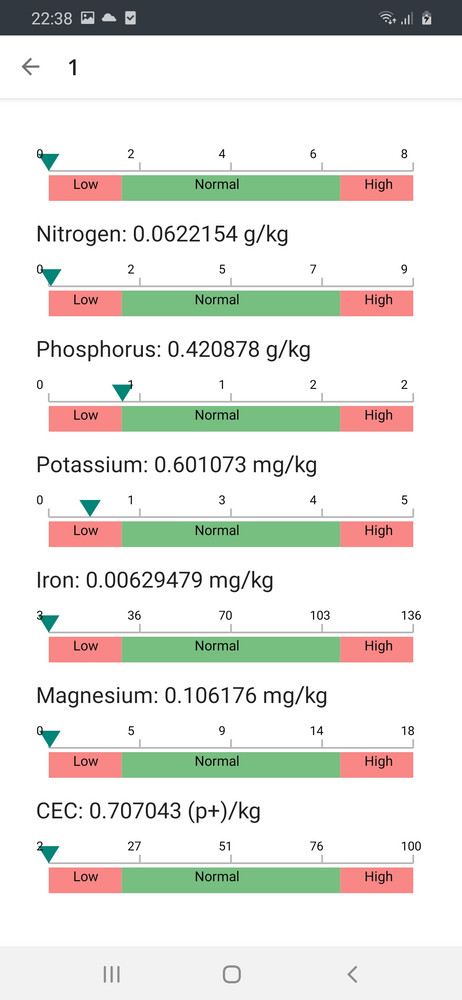 22:38
1
0 2 4 6 8
Low Normal High
Nitrogen: 0.0622154 g/kg
0 2 5 7 9
Low Normal High
Phosphorus: 0.420878 g/kg
0 1 1 2 2
Low Normal High
Potassium: 0.601073 mg/kg
0 1 3 4 5
Low Normal High
Iron: 0.00629479 mg/kg
3 36 70 103 136
Low Normal High
Magnesium: 0.106176 mg/kg
0 5 9 14 18
Low Normal High
CEC: 0.707043 (p+)/kg
2 27 51 76 100
Low Normal High